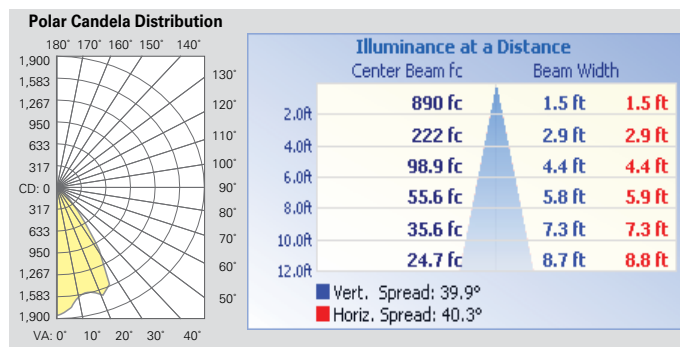 Polar Candela Distribution
180° 170° 160° 150° 140°
1,900
1,583
1,267
950
633
317
CD: 0
317
633
950
1,267
1,583
1,900
130°
120°
110°
100°
90°
80°
70°
60°
50°
VA: 0° 10° 20° 30° 40°
Illuminance at a Distance
Center Beam fc Beam Width
2.0ft 890 fc 1.5 ft 1.5 ft
4.0ft 222 fc 2.9 ft 2.9 ft
6.0ft 98.9 fc 4.4 ft 4.4 ft
8.0ft 55.6 fc 5.8 ft 5.9 ft
10.0ft 35.6 fc 7.3 ft 7.3 ft
12.0ft 24.7 fc 8.7 ft 8.8 ft
Vert. Spread: 39.9°
Horiz. Spread: 40.3°